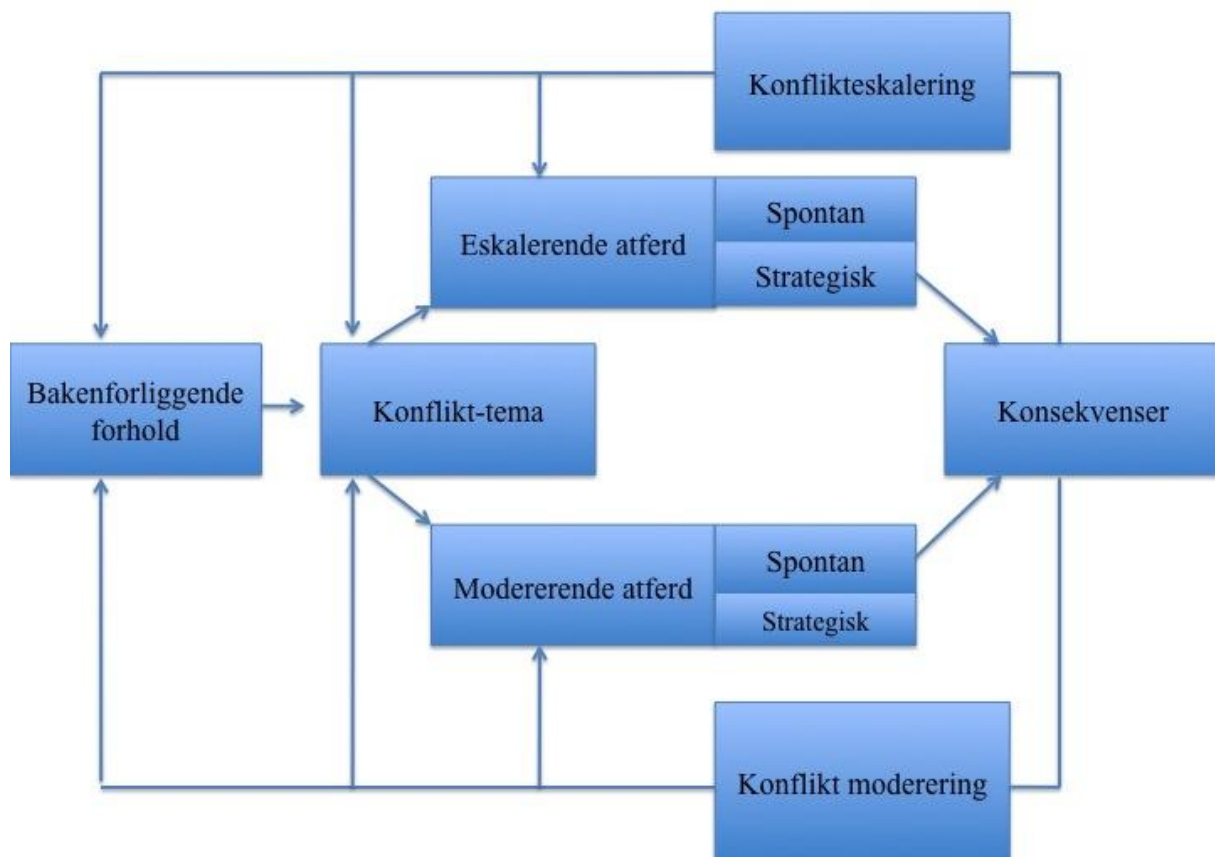 Konflikteskalering
Eskalerende atferd
Spontan
Strategisk
Bakenforliggende
forhold
Konflikt-tema
Konsekvenser
Modererende atferd
Spontan
Strategisk
Konflikt moderering